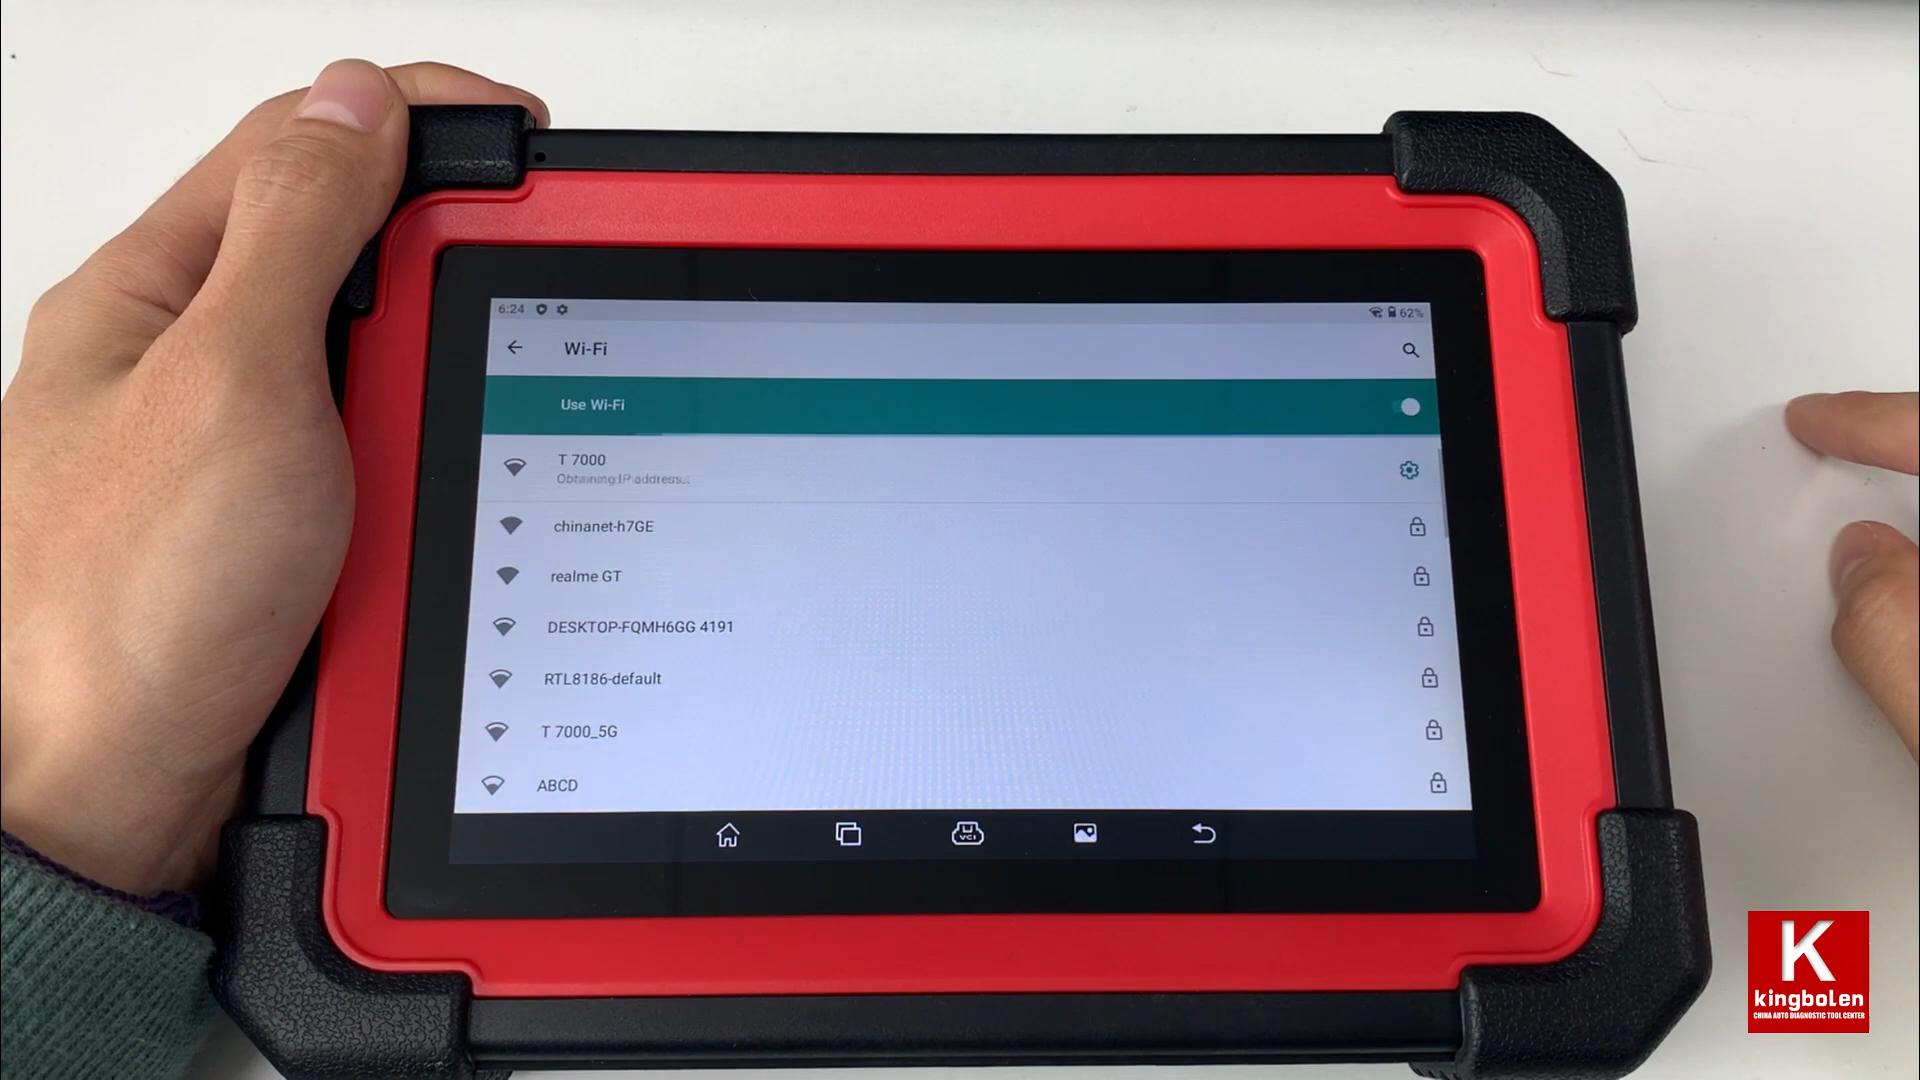 6:24
62%
Wi-Fi
Use Wi-Fi
T 7000
Obtaining IP address...
chinanet-h7GE
realme GT
DESKTOP-FQMH6GG 4191
RTL8186-default
T 7000_5G
ABCD
VCI
K
kingbolen
CHINA AUTO DIAGNOSTIC TOOL CENTER